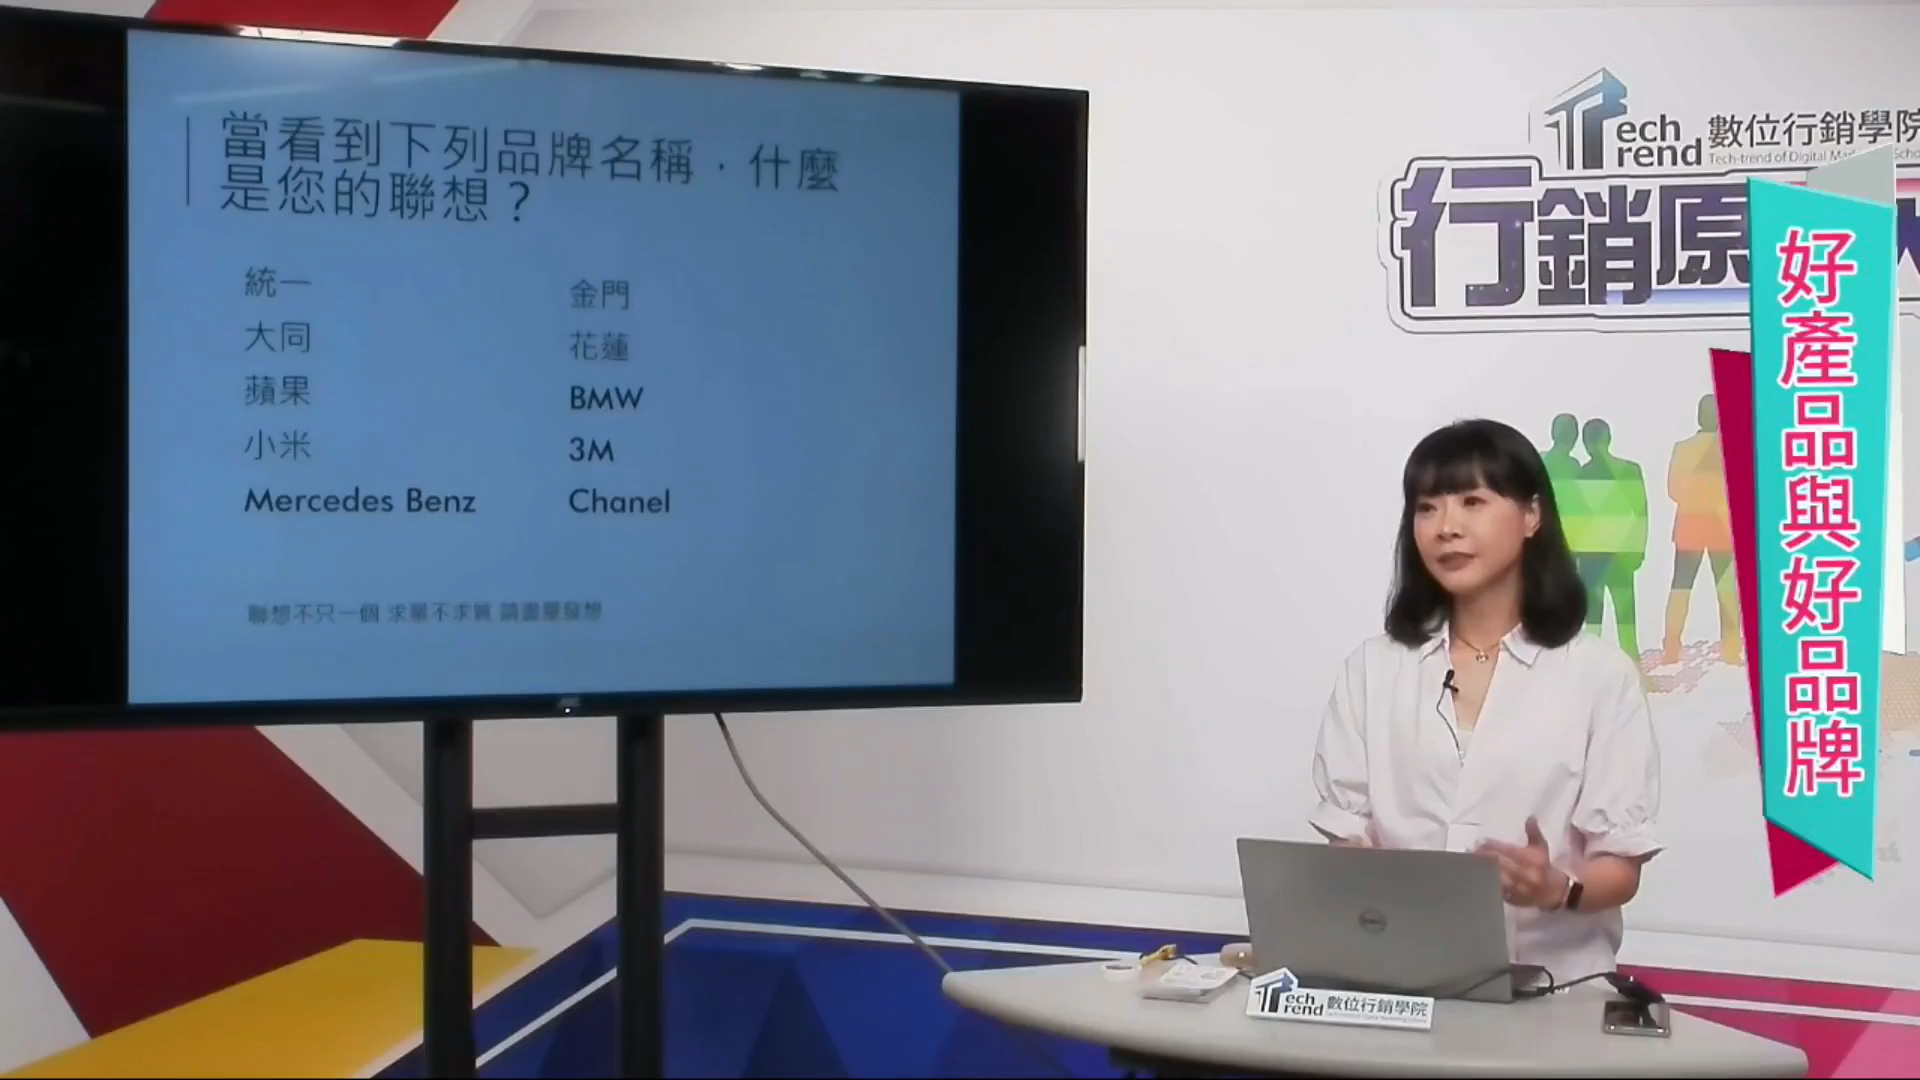 當看到下列品牌名稱，什麼
是您的聯想？
統一
大同
蘋果
小米
Mercedes Benz
金門
花蓮
BMW
3M
Chanel
聯想不只一個 求量不求質 請盡量發想
Tech Trend 數位行銷學院
Tech-trend of Digital
行銷原
好產品與好品牌
DELL
Tech Trend 數位行銷學院